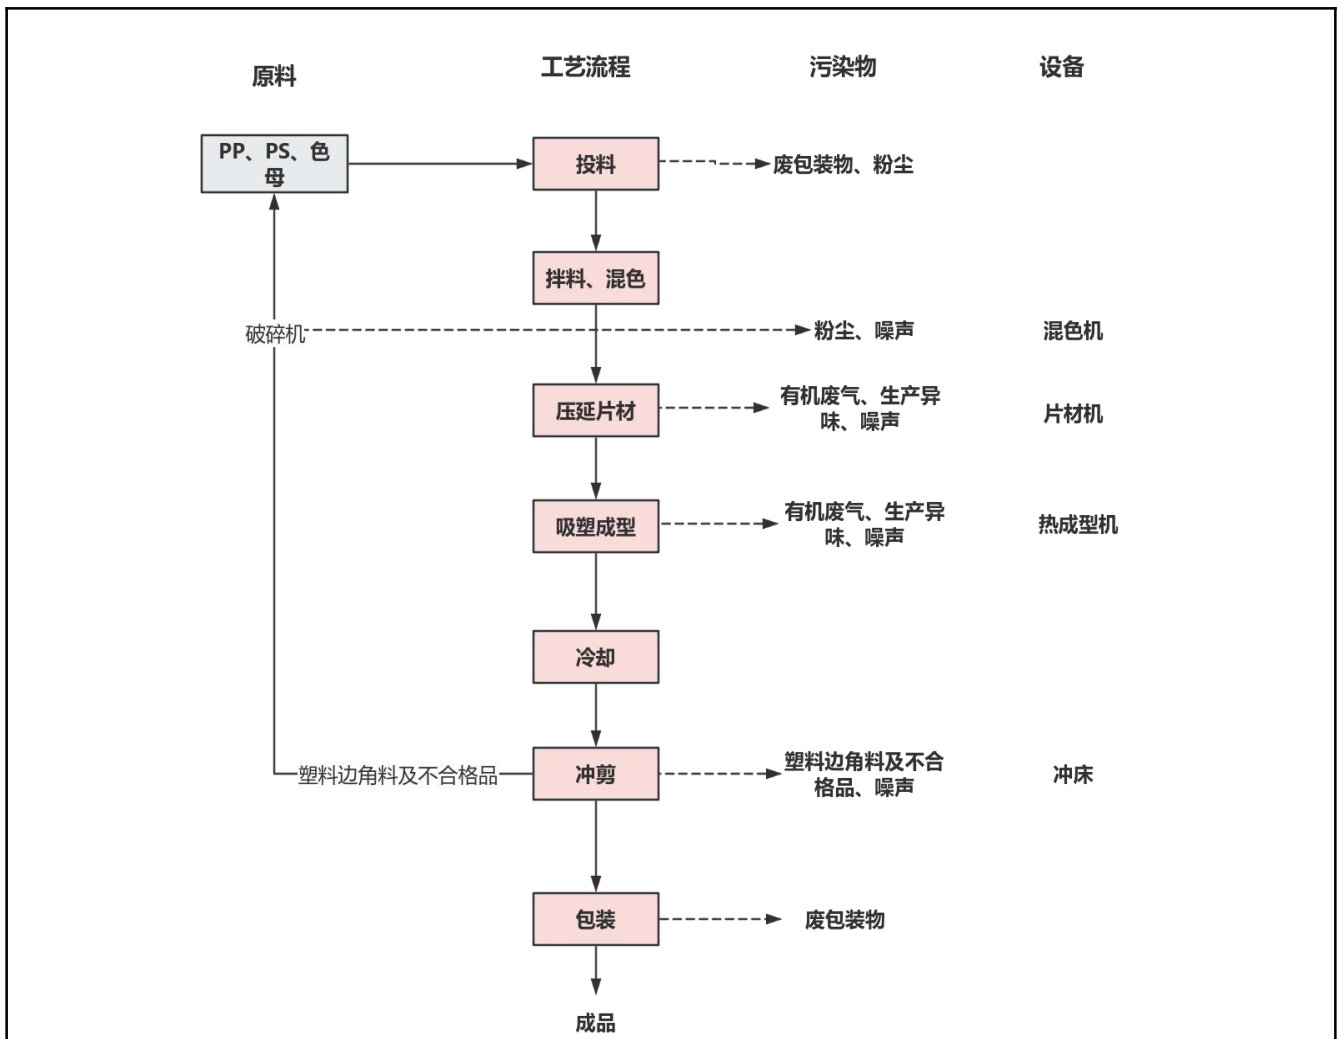 原料
工艺流程
污染物
设备
PP、PS、色
母
投料
废包装物、粉尘
拌料、混色
破碎机
粉尘、噪声
混色机
压延片材
有机废气、生产异
味、噪声
片材机
吸塑成型
有机废气、生产异
味、噪声
热成型机
冷却
塑料边角料及不合格品
冲剪
塑料边角料及不合
格品、噪声
冲床
包装
废包装物
成品